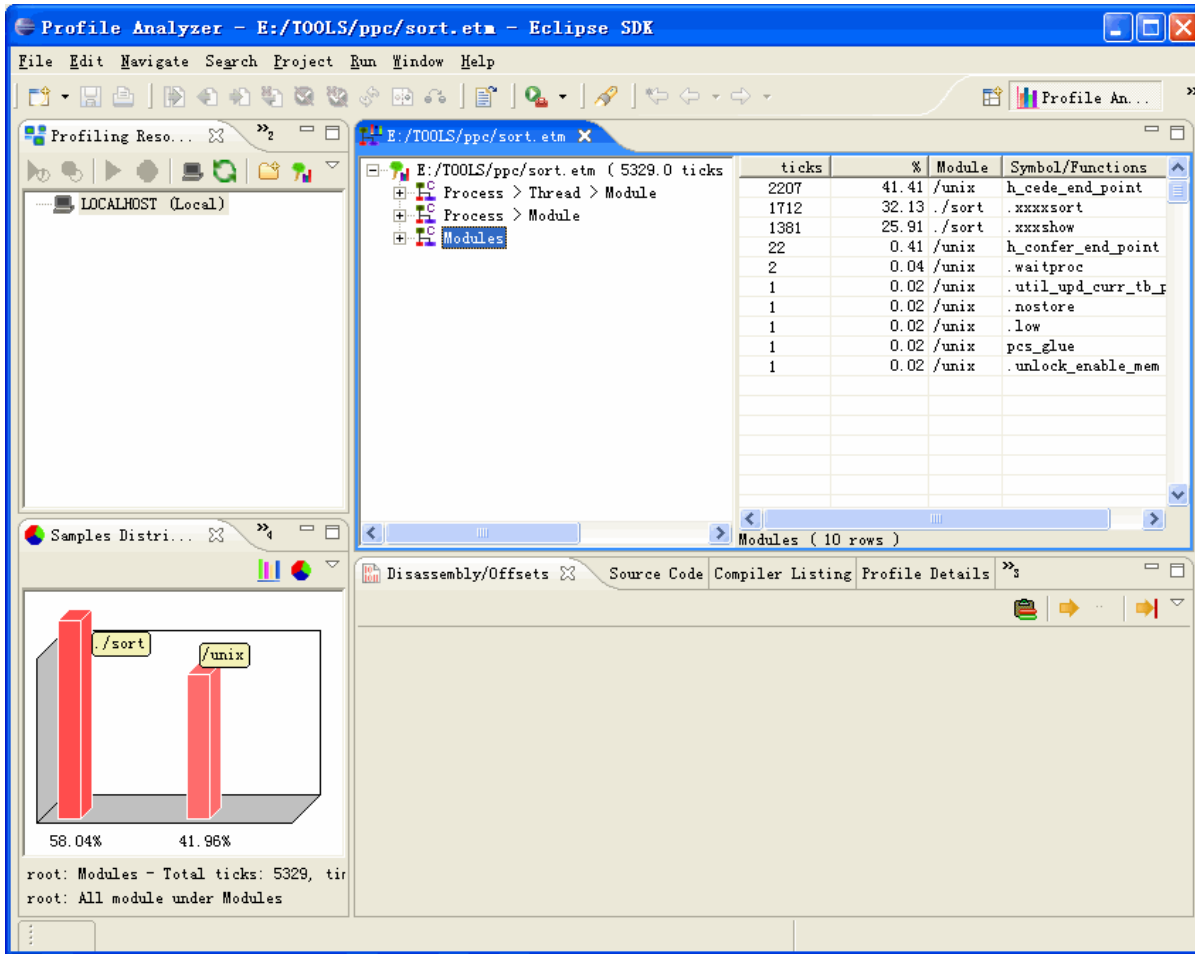 Profile Analyzer - E:/TOOLS/ppc/sort.etm - Eclipse SDK
File Edit Navigate Search Project Run Window Help
Profile An... »
Profiling Reso... »2
LOCALHOST (Local)
E:/TOOLS/ppc/sort.etm
E:/TOOLS/ppc/sort.etm ( 5329.0 ticks
Process > Thread > Module
Process > Module
Modules
ticks % Module Symbol/Functions
2207 41.41 /unix h_cede_end_point
1712 32.13 ./sort .xxxxsort
1381 25.91 ./sort .xxxshow
22 0.41 /unix h_confer_end_point
2 0.04 /unix .waitproc
1 0.02 /unix .util_upd_curr_tb_p
1 0.02 /unix .nostore
1 0.02 /unix .low
1 0.02 /unix pcs_glue
1 0.02 /unix .unlock_enable_mem
Modules ( 10 rows )
Samples Distri... »4
./sort
/unix
58.04% 41.96%
root: Modules - Total ticks: 5329, tir
root: All module under Modules
Disassembly/Offsets Source Code Compiler Listing Profile Details »3